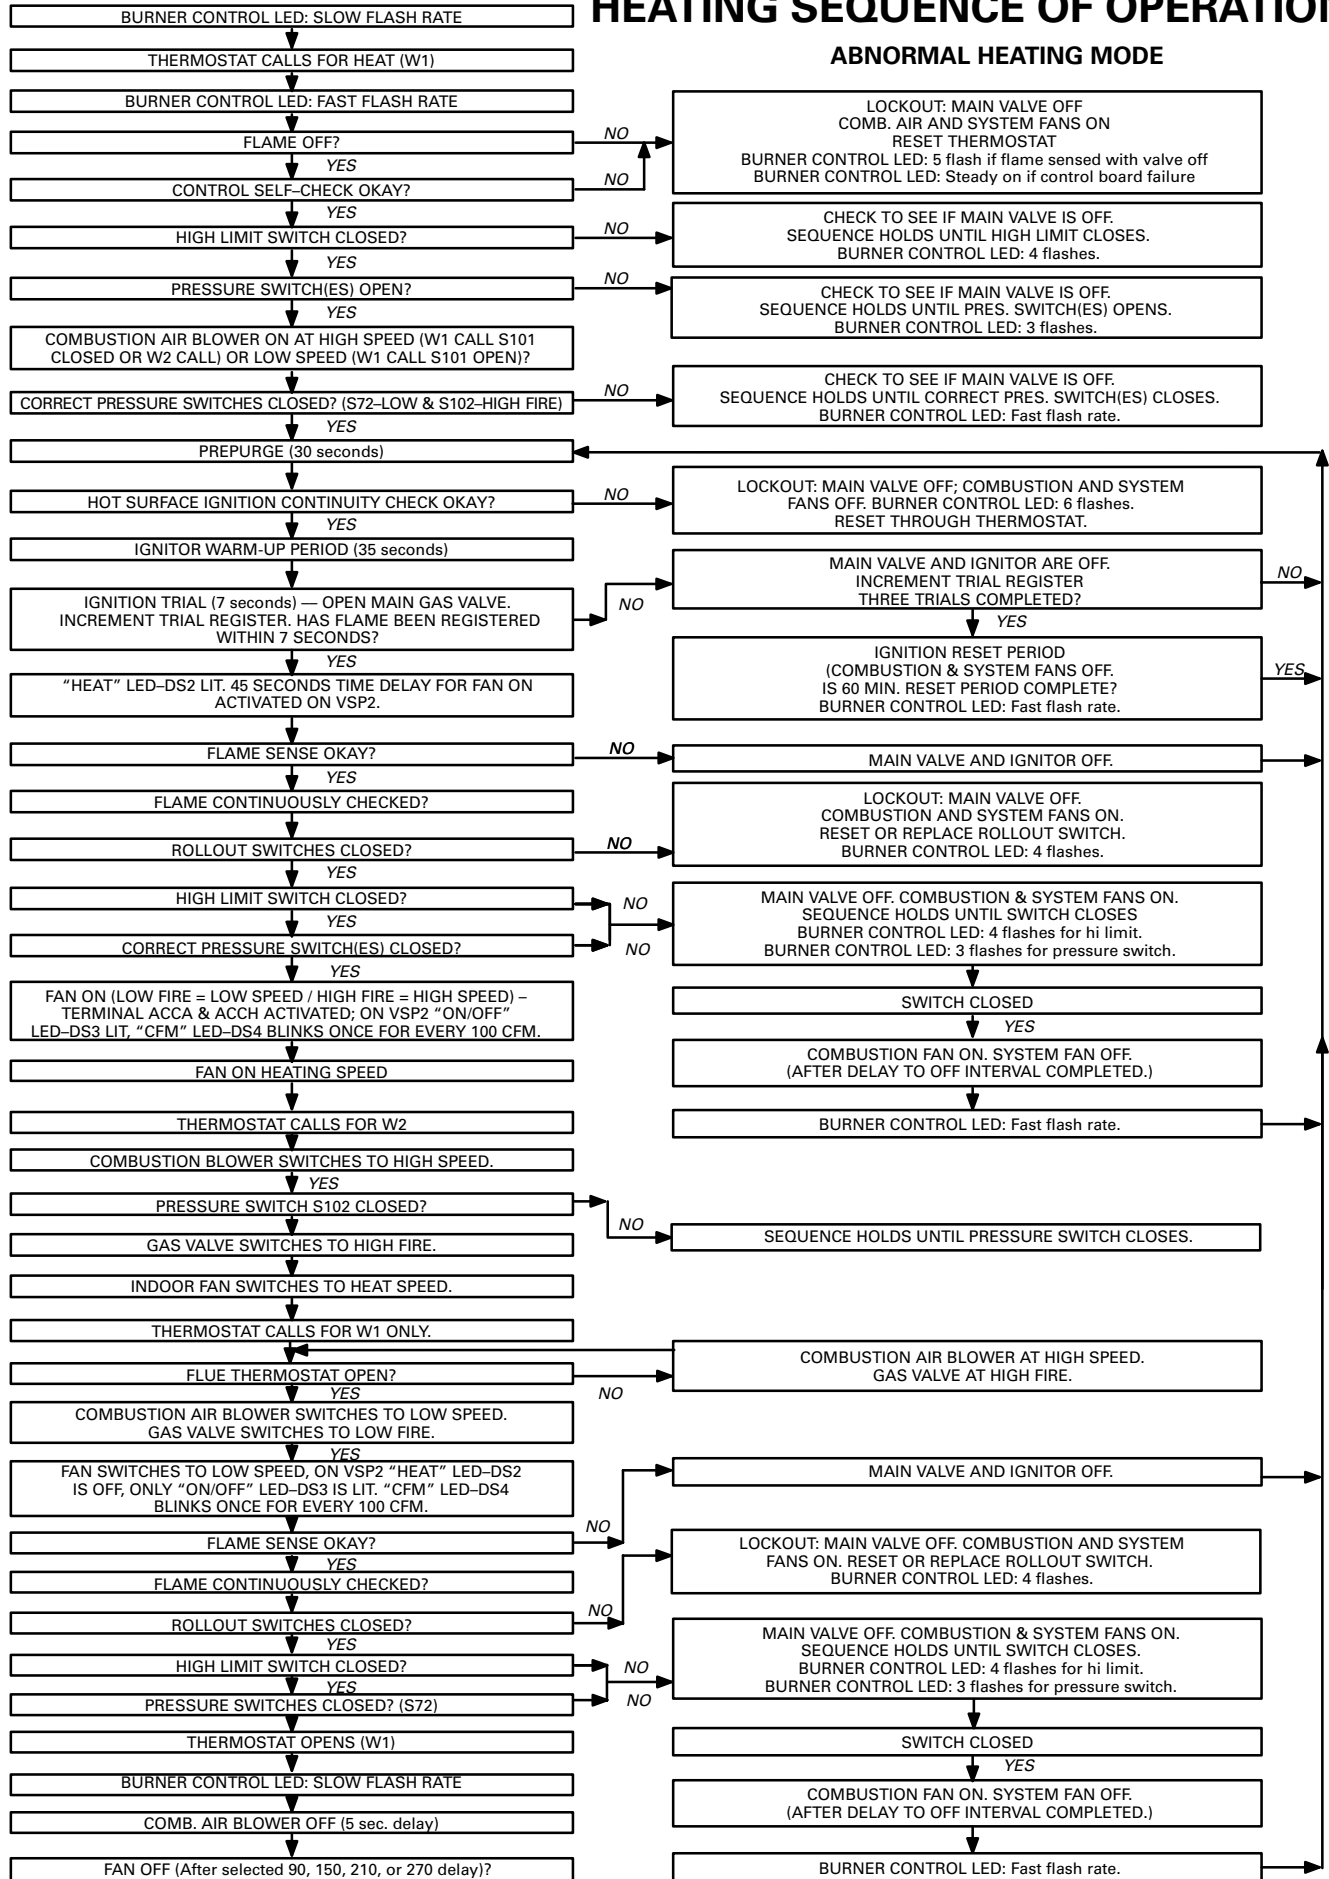 HEATING SEQUENCE OF OPERATION
ABNORMAL HEATING MODE
BURNER CONTROL LED: SLOW FLASH RATE
THERMOSTAT CALLS FOR HEAT (W1)
BURNER CONTROL LED: FAST FLASH RATE
FLAME OFF?
NO
LOCKOUT: MAIN VALVE OFF
COMB. AIR AND SYSTEM FANS ON
RESET THERMOSTAT
BURNER CONTROL LED: 5 flash if flame sensed with valve off
BURNER CONTROL LED: Steady on if control board failure
YES
CONTROL SELF–CHECK OKAY?
NO
YES
HIGH LIMIT SWITCH CLOSED?
NO
CHECK TO SEE IF MAIN VALVE IS OFF.
SEQUENCE HOLDS UNTIL HIGH LIMIT CLOSES.
BURNER CONTROL LED: 4 flashes.
YES
PRESSURE SWITCH(ES) OPEN?
NO
CHECK TO SEE IF MAIN VALVE IS OFF.
SEQUENCE HOLDS UNTIL PRES. SWITCH(ES) OPENS.
BURNER CONTROL LED: 3 flashes.
YES
COMBUSTION AIR BLOWER ON AT HIGH SPEED (W1 CALL S101
CLOSED OR W2 CALL) OR LOW SPEED (W1 CALL S101 OPEN)?
CORRECT PRESSURE SWITCHES CLOSED? (S72–LOW & S102–HIGH FIRE)
NO
CHECK TO SEE IF MAIN VALVE IS OFF.
SEQUENCE HOLDS UNTIL CORRECT PRES. SWITCH(ES) CLOSES.
BURNER CONTROL LED: Fast flash rate.
YES
PREPURGE (30 seconds)
HOT SURFACE IGNITION CONTINUITY CHECK OKAY?
NO
LOCKOUT: MAIN VALVE OFF; COMBUSTION AND SYSTEM
FANS OFF. BURNER CONTROL LED: 6 flashes.
RESET THROUGH THERMOSTAT.
YES
IGNITOR WARM-UP PERIOD (35 seconds)
IGNITION TRIAL (7 seconds) — OPEN MAIN GAS VALVE.
INCREMENT TRIAL REGISTER. HAS FLAME BEEN REGISTERED
WITHIN 7 SECONDS?
NO
MAIN VALVE AND IGNITOR ARE OFF.
INCREMENT TRIAL REGISTER
THREE TRIALS COMPLETED?
NO
YES
IGNITION RESET PERIOD
(COMBUSTION & SYSTEM FANS OFF.
IS 60 MIN. RESET PERIOD COMPLETE?
BURNER CONTROL LED: Fast flash rate.
YES
YES
“HEAT” LED–DS2 LIT. 45 SECONDS TIME DELAY FOR FAN ON
ACTIVATED ON VSP2.
FLAME SENSE OKAY?
NO
MAIN VALVE AND IGNITOR OFF.
YES
FLAME CONTINUOUSLY CHECKED?
ROLLOUT SWITCHES CLOSED?
NO
LOCKOUT: MAIN VALVE OFF.
COMBUSTION AND SYSTEM FANS ON.
RESET OR REPLACE ROLLOUT SWITCH.
BURNER CONTROL LED: 4 flashes.
YES
HIGH LIMIT SWITCH CLOSED?
NO
YES
CORRECT PRESSURE SWITCH(ES) CLOSED?
NO
MAIN VALVE OFF. COMBUSTION & SYSTEM FANS ON.
SEQUENCE HOLDS UNTIL SWITCH CLOSES
BURNER CONTROL LED: 4 flashes for hi limit.
BURNER CONTROL LED: 3 flashes for pressure switch.
SWITCH CLOSED
YES
COMBUSTION FAN ON. SYSTEM FAN OFF.
(AFTER DELAY TO OFF INTERVAL COMPLETED.)
BURNER CONTROL LED: Fast flash rate.
YES
FAN ON (LOW FIRE = LOW SPEED / HIGH FIRE = HIGH SPEED) –
TERMINAL ACCA & ACCH ACTIVATED; ON VSP2 “ON/OFF”
LED–DS3 LIT, “CFM” LED–DS4 BLINKS ONCE FOR EVERY 100 CFM.
FAN ON HEATING SPEED
THERMOSTAT CALLS FOR W2
COMBUSTION BLOWER SWITCHES TO HIGH SPEED.
YES
PRESSURE SWITCH S102 CLOSED?
NO
SEQUENCE HOLDS UNTIL PRESSURE SWITCH CLOSES.
GAS VALVE SWITCHES TO HIGH FIRE.
INDOOR FAN SWITCHES TO HEAT SPEED.
THERMOSTAT CALLS FOR W1 ONLY.
FLUE THERMOSTAT OPEN?
NO
COMBUSTION AIR BLOWER AT HIGH SPEED.
GAS VALVE AT HIGH FIRE.
YES
COMBUSTION AIR BLOWER SWITCHES TO LOW SPEED.
GAS VALVE SWITCHES TO LOW FIRE.
YES
FAN SWITCHES TO LOW SPEED, ON VSP2 “HEAT” LED–DS2
IS OFF, ONLY “ON/OFF” LED–DS3 IS LIT. “CFM” LED–DS4
BLINKS ONCE FOR EVERY 100 CFM.
FLAME SENSE OKAY?
NO
MAIN VALVE AND IGNITOR OFF.
YES
FLAME CONTINUOUSLY CHECKED?
ROLLOUT SWITCHES CLOSED?
NO
LOCKOUT: MAIN VALVE OFF. COMBUSTION AND SYSTEM
FANS ON. RESET OR REPLACE ROLLOUT SWITCH.
BURNER CONTROL LED: 4 flashes.
YES
HIGH LIMIT SWITCH CLOSED?
NO
YES
PRESSURE SWITCHES CLOSED? (S72)
NO
MAIN VALVE OFF. COMBUSTION & SYSTEM FANS ON.
SEQUENCE HOLDS UNTIL SWITCH CLOSES.
BURNER CONTROL LED: 4 flashes for hi limit.
BURNER CONTROL LED: 3 flashes for pressure switch.
SWITCH CLOSED
YES
COMBUSTION FAN ON. SYSTEM FAN OFF.
(AFTER DELAY TO OFF INTERVAL COMPLETED.)
BURNER CONTROL LED: Fast flash rate.
THERMOSTAT OPENS (W1)
BURNER CONTROL LED: SLOW FLASH RATE
COMB. AIR BLOWER OFF (5 sec. delay)
FAN OFF (After selected 90, 150, 210, or 270 delay)?